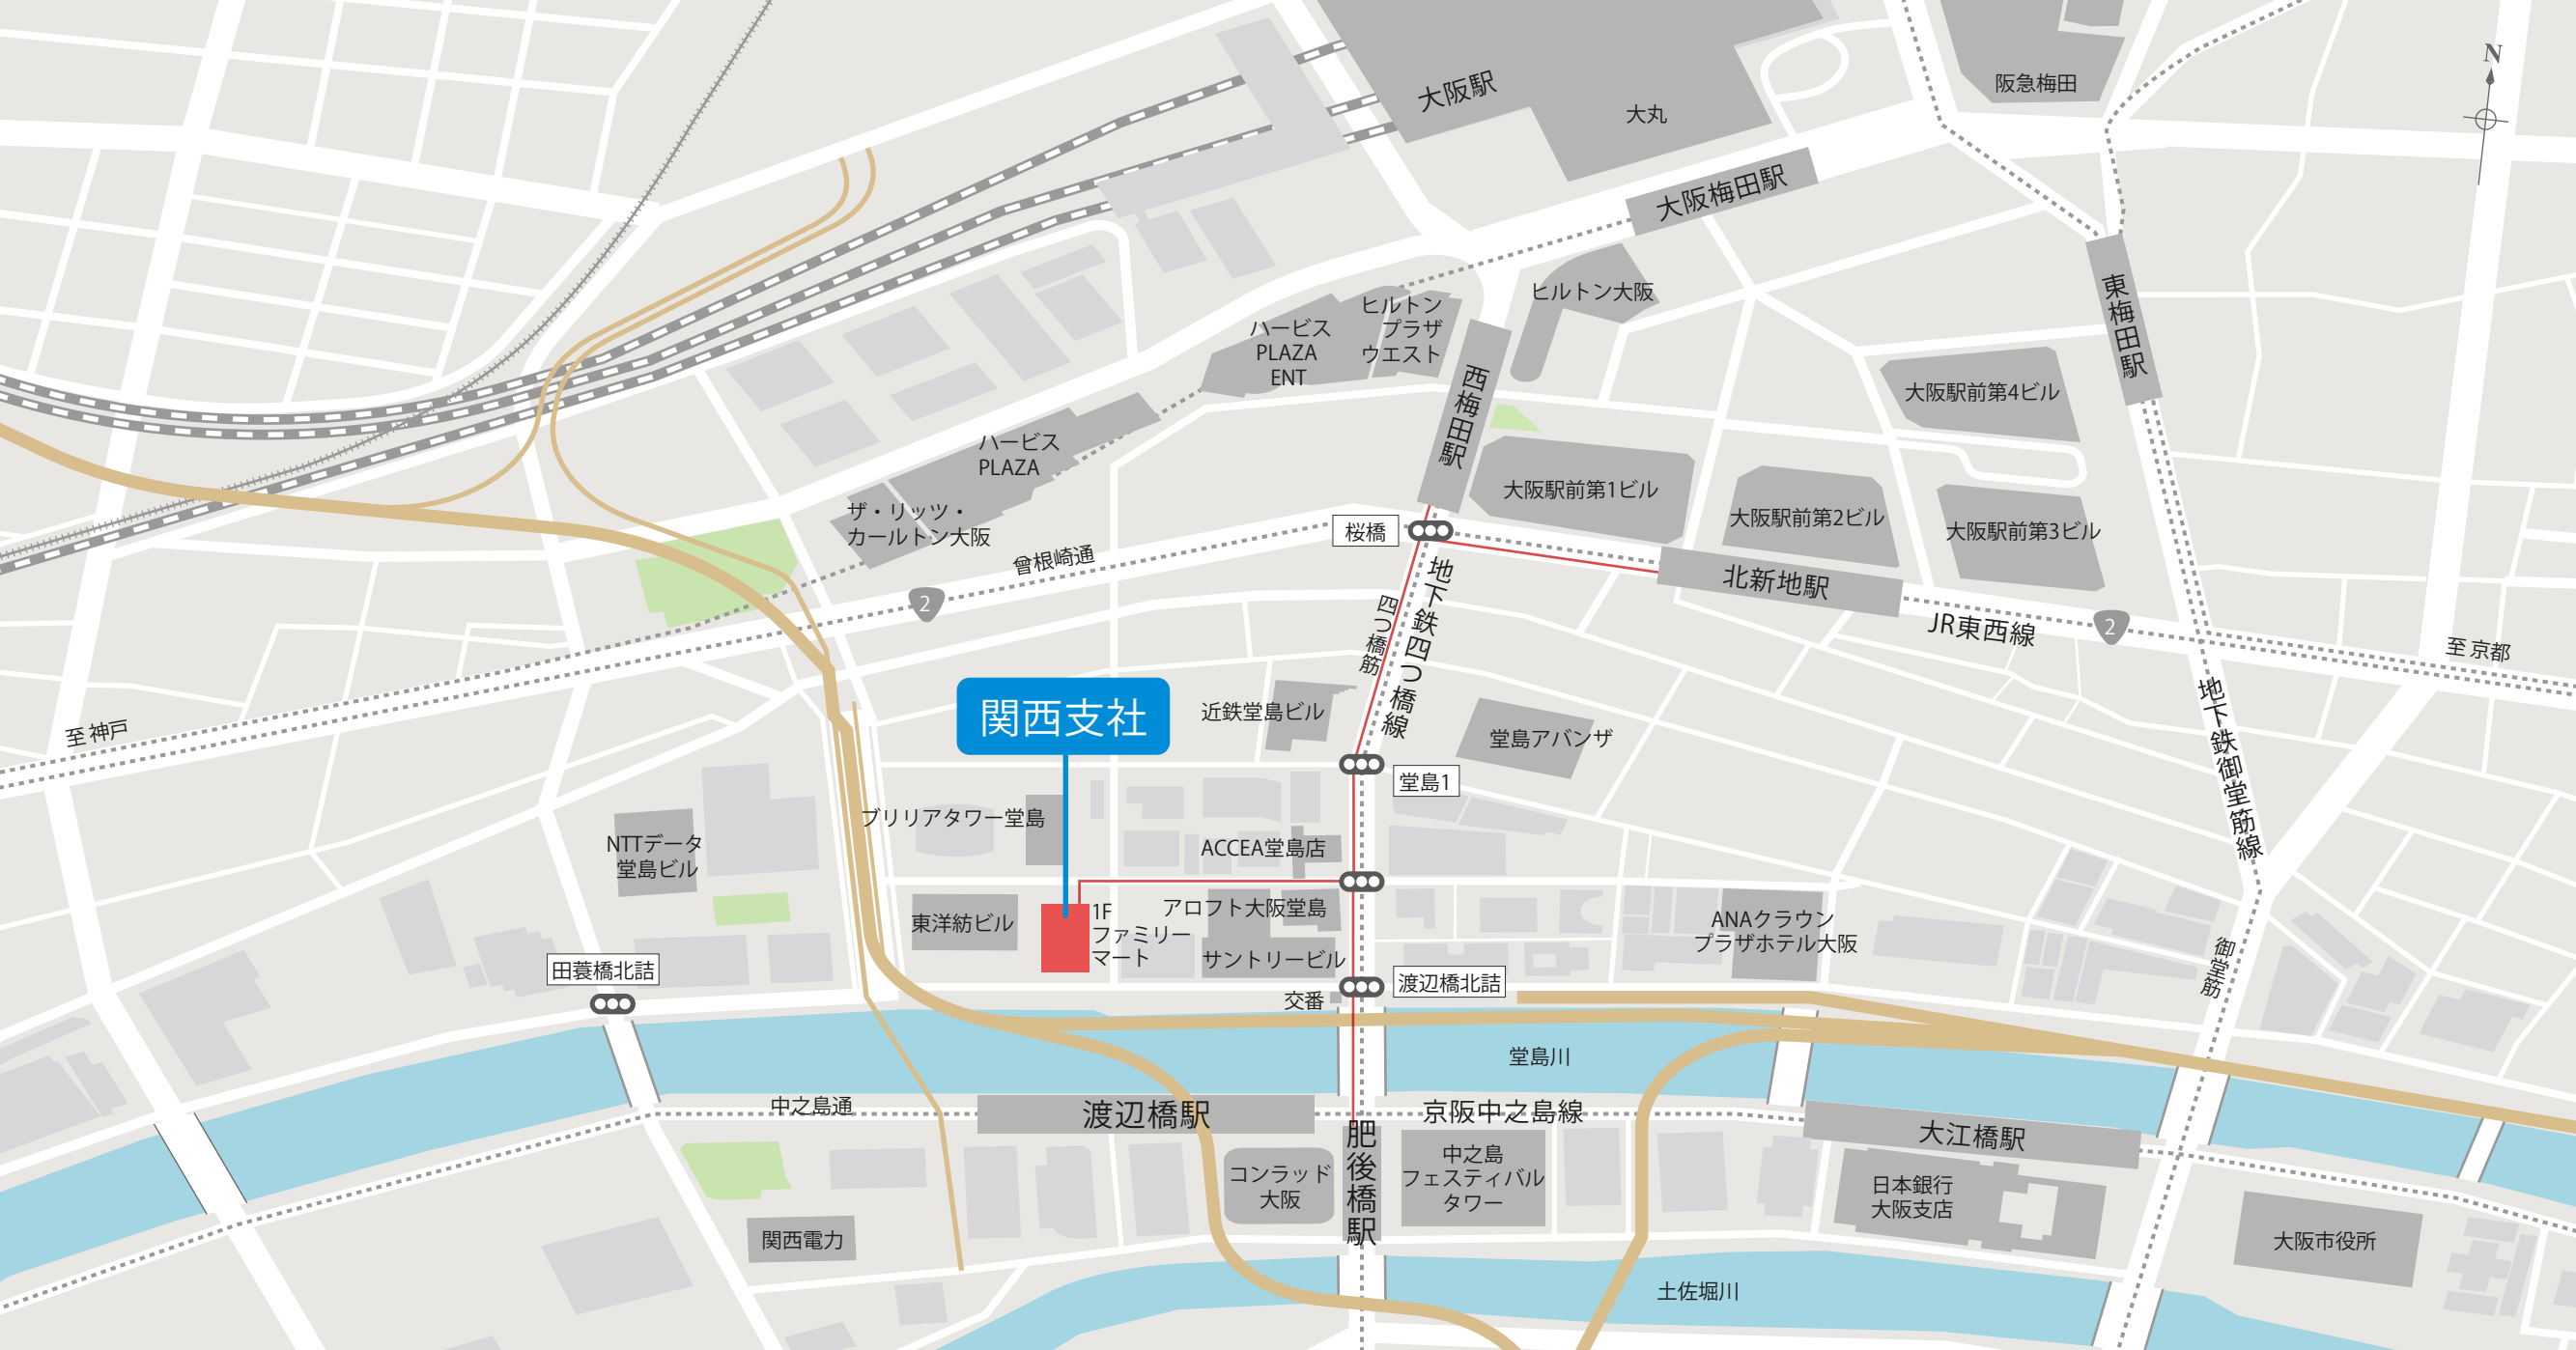 N
大阪駅
大丸
阪急梅田
大阪梅田駅
東梅田駅
ヒルトン大阪
ヒルトン
プラザ
ウエスト
ハービス
PLAZA
ENT
西梅田駅
大阪駅前第4ビル
ハービス
PLAZA
大阪駅前第1ビル
大阪駅前第2ビル
大阪駅前第3ビル
ザ・リッツ・
カールトン大阪
桜橋
曾根崎通
2
北新地駅
地下鉄四つ橋線
四つ橋筋
JR東西線
2
至 京都
至 神戸
関西支社
近鉄堂島ビル
堂島アバンザ
地下鉄御堂筋線
堂島1
ブリリアタワー堂島
NTTデータ
堂島ビル
ACCEA堂島店
東洋紡ビル
1F
ファミリー
マート
アロフト大阪堂島
サントリービル
ANAクラウン
プラザホテル大阪
御堂筋
田蓑橋北詰
渡辺橋北詰
交番
堂島川
中之島通
渡辺橋駅
京阪中之島線
肥後橋駅
大江橋駅
コンラッド
大阪
中之島
フェスティバル
タワー
日本銀行
大阪支店
関西電力
大阪市役所
土佐堀川